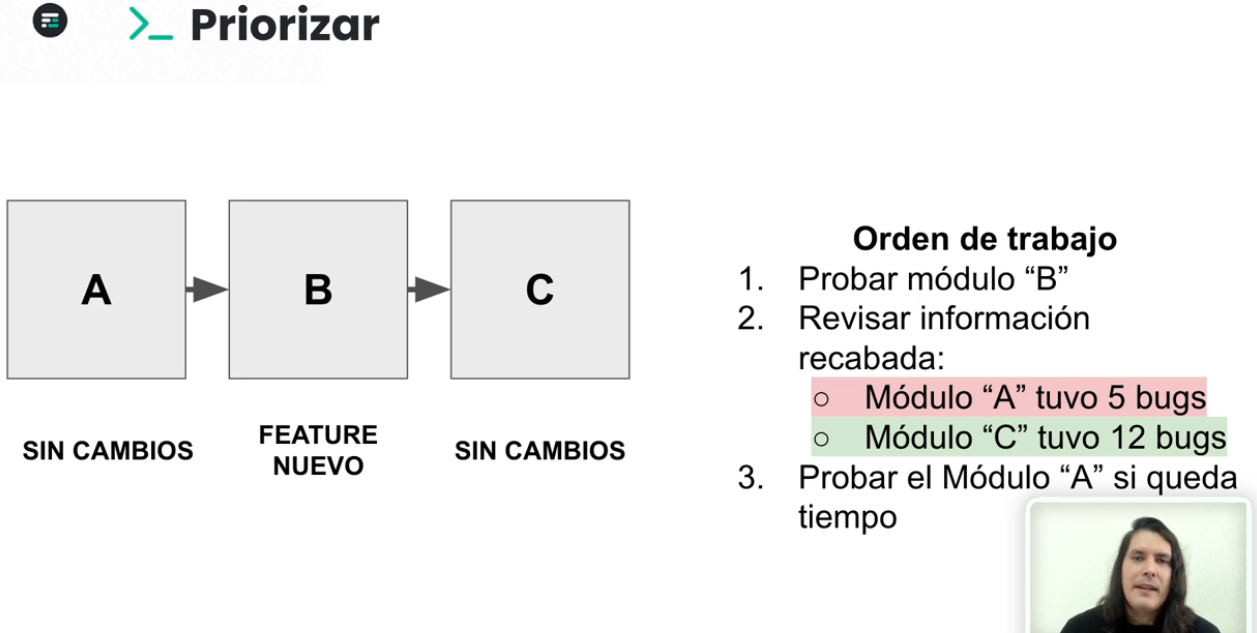 >_ Priorizar
A
B
C
SIN CAMBIOS
FEATURE
NUEVO
SIN CAMBIOS
Orden de trabajo
1. Probar módulo “B”
2. Revisar información
recabada:
○ Módulo “A” tuvo 5 bugs
○ Módulo “C” tuvo 12 bugs
3. Probar el Módulo “A” si queda
tiempo